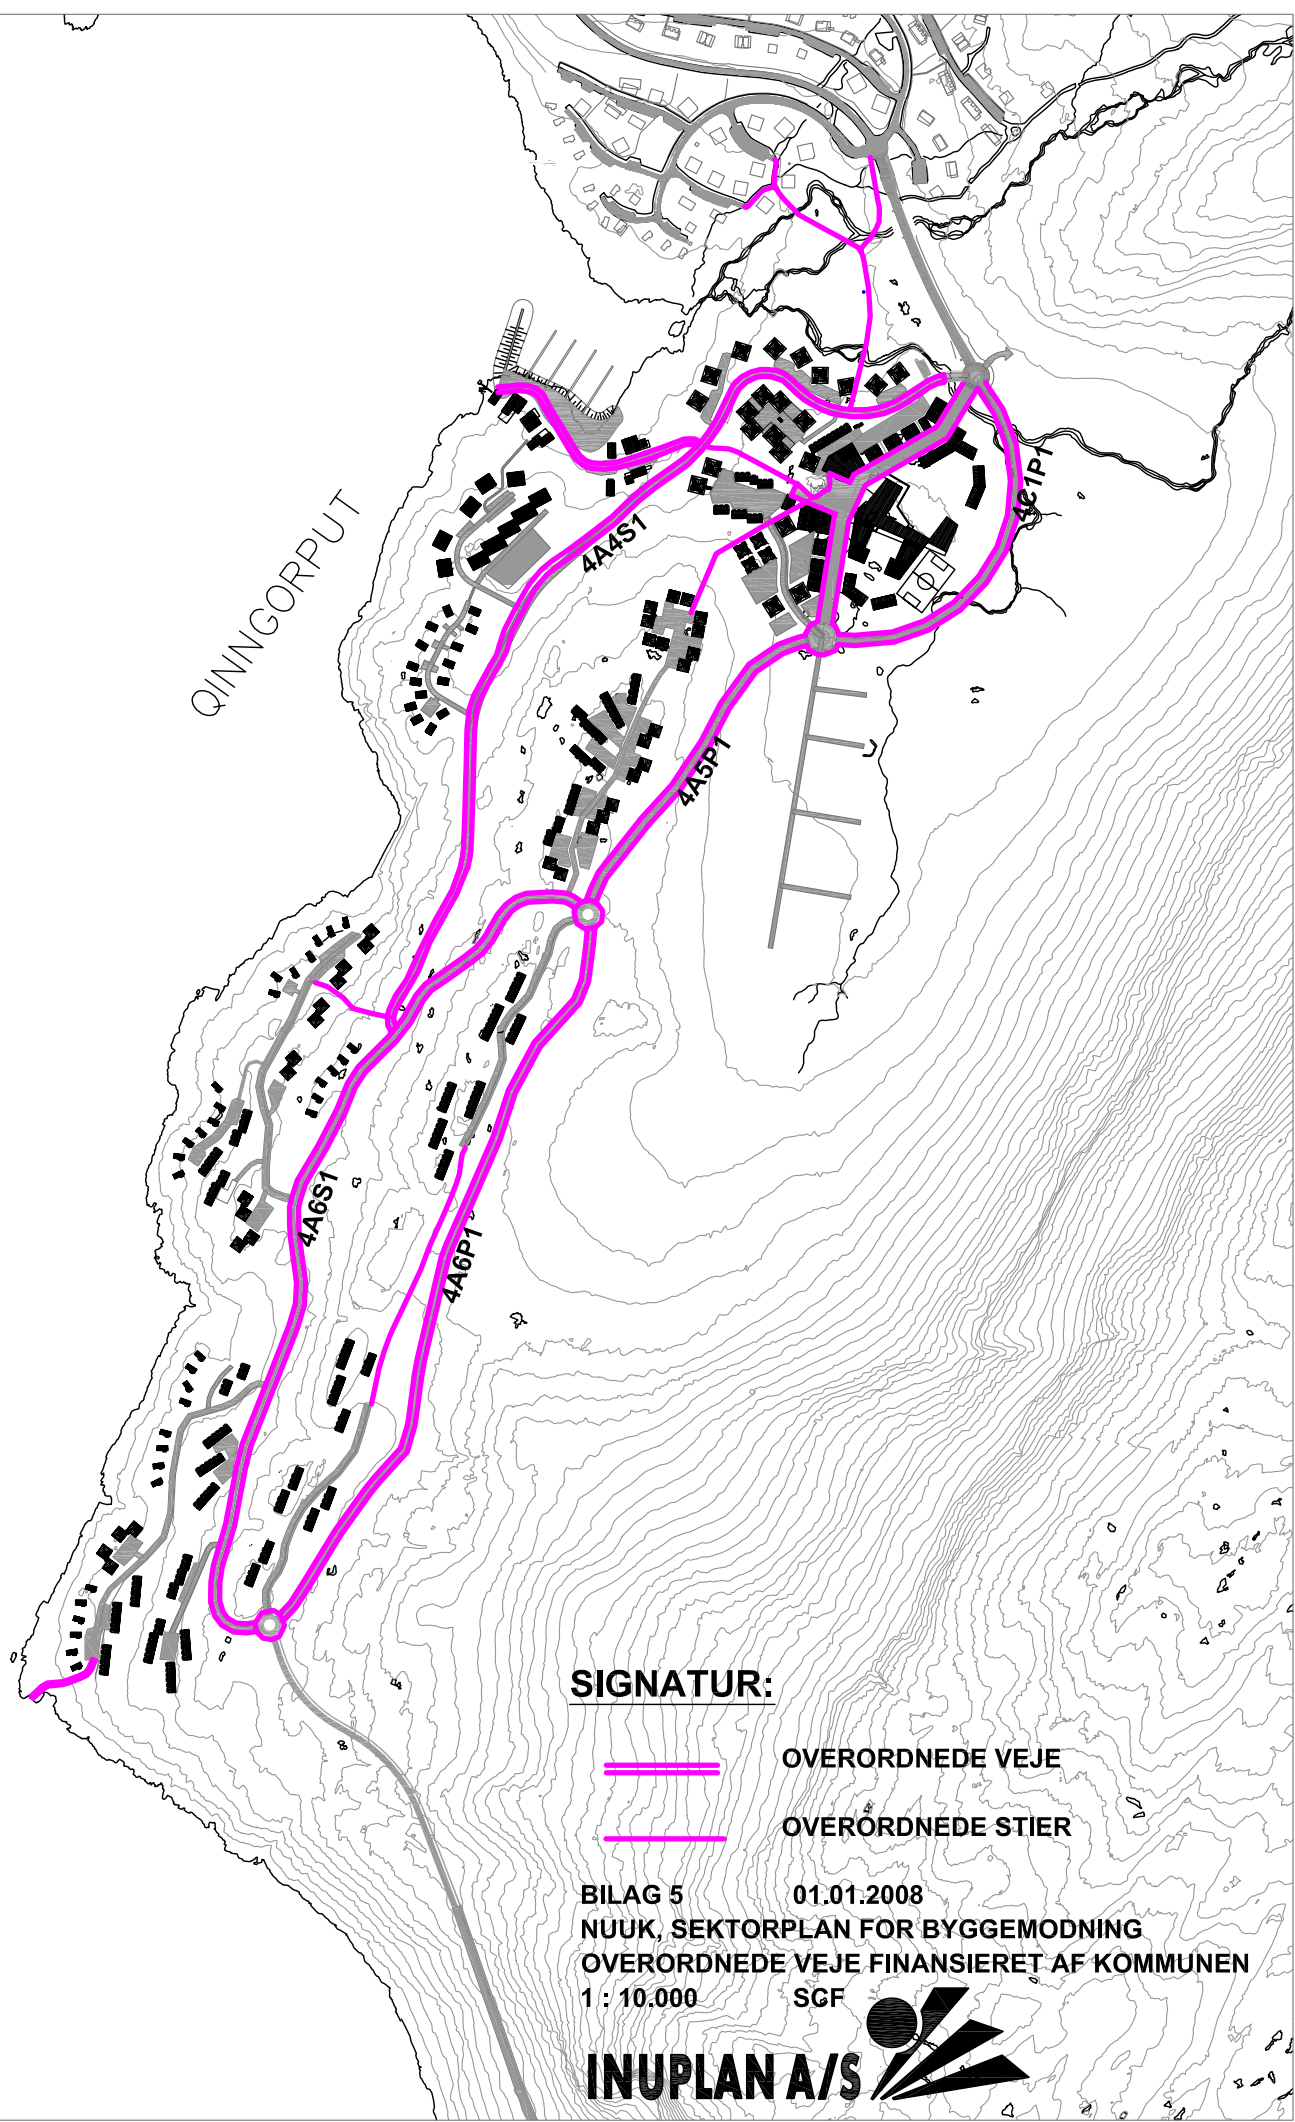 4C1P1
4A4S1
QINNGORPUT
4A5P1
4A6S1
4A6P1
SIGNATUR:
OVERORDNEDE VEJE
OVERORDNEDE STIER
BILAG 5 01.01.2008
NUUK, SEKTORPLAN FOR BYGGEMODNING
OVERORDNEDE VEJE FINANSIERET AF KOMMUNEN
1 : 10.000 SCF
INUPLAN A/S